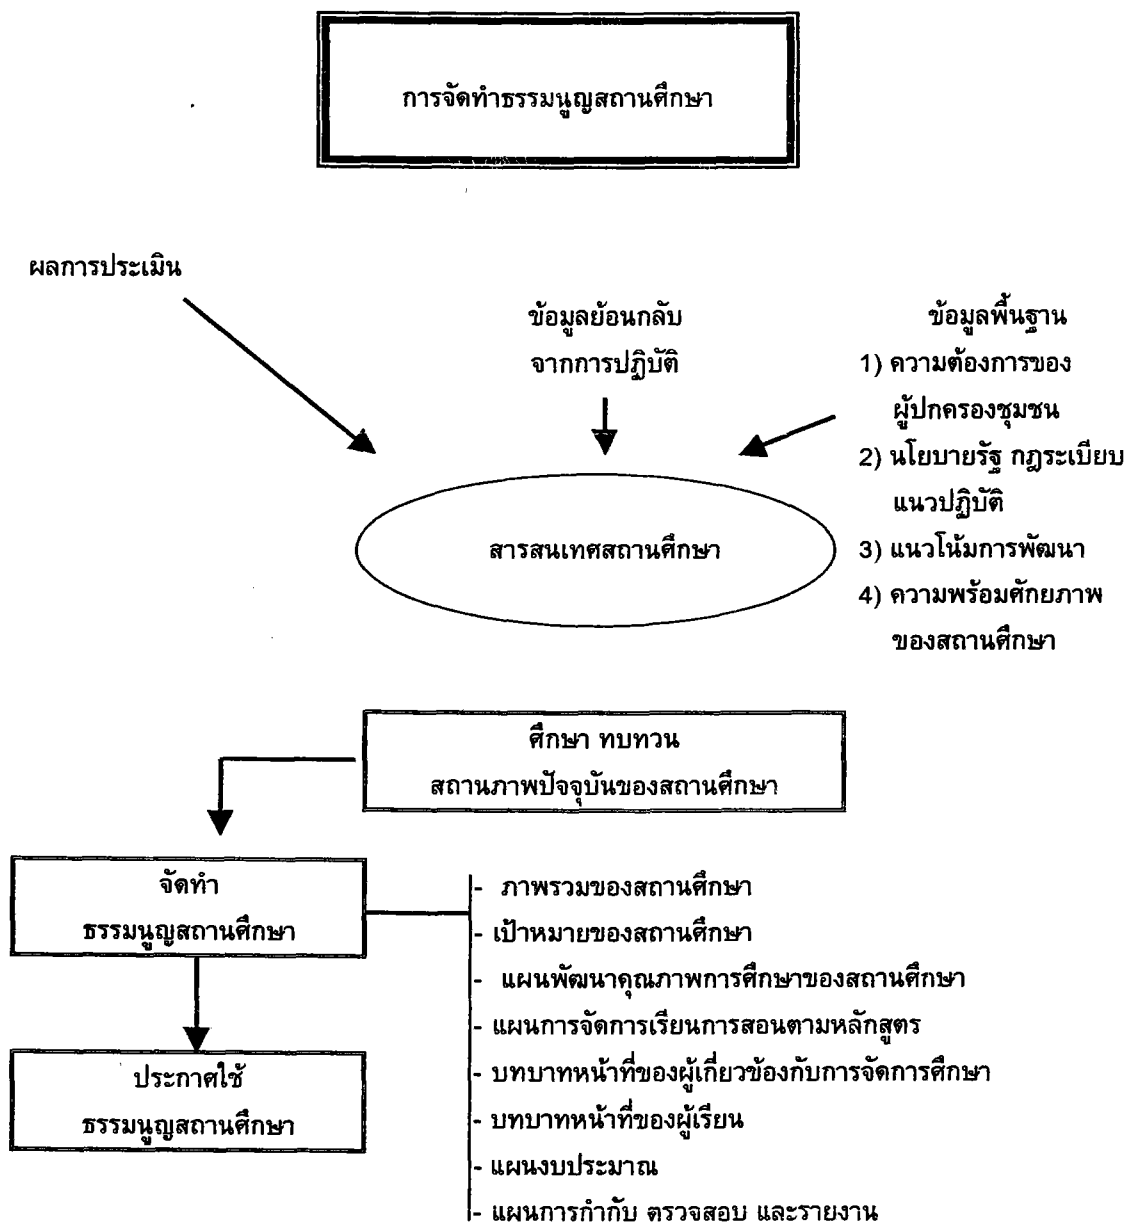 การจัดทำธรรมนูญสถานศึกษา
ผลการประเมิน
ข้อมูลย้อนกลับ
จากการปฏิบัติ
ข้อมูลพื้นฐาน
1) ความต้องการของ
ผู้ปกครองชุมชน
2) นโยบายรัฐ กฎระเบียบ
แนวปฏิบัติ
3) แนวโน้มการพัฒนา
4) ความพร้อมศักยภาพ
ของสถานศึกษา
สารสนเทศสถานศึกษา
ศึกษา ทบทวน
สถานภาพปัจจุบันของสถานศึกษา
จัดทำ
ธรรมนูญสถานศึกษา
- ภาพรวมของสถานศึกษา
- เป้าหมายของสถานศึกษา
- แผนพัฒนาคุณภาพการศึกษาของสถานศึกษา
- แผนการจัดการเรียนการสอนตามหลักสูตร
- บทบาทหน้าที่ของผู้เกี่ยวข้องกับการจัดการศึกษา
- บทบาทหน้าที่ของผู้เรียน
- แผนงบประมาณ
- แผนการกำกับ ตรวจสอบ และรายงาน
ประกาศใช้
ธรรมนูญสถานศึกษา